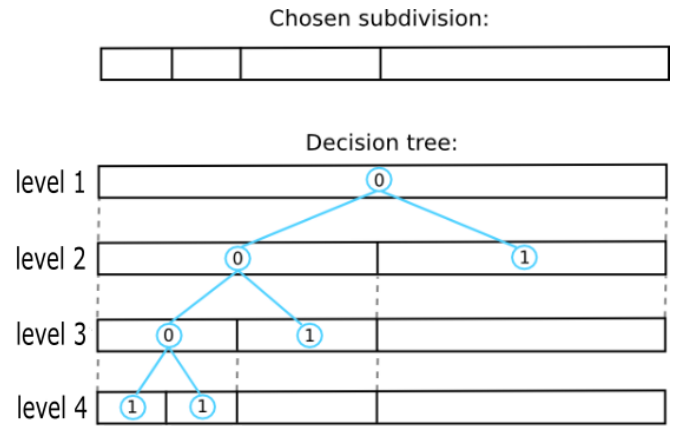 Chosen subdivision:
Decision tree:
level 1 0
level 2 0 1
level 3 0 1
level 4 1 1